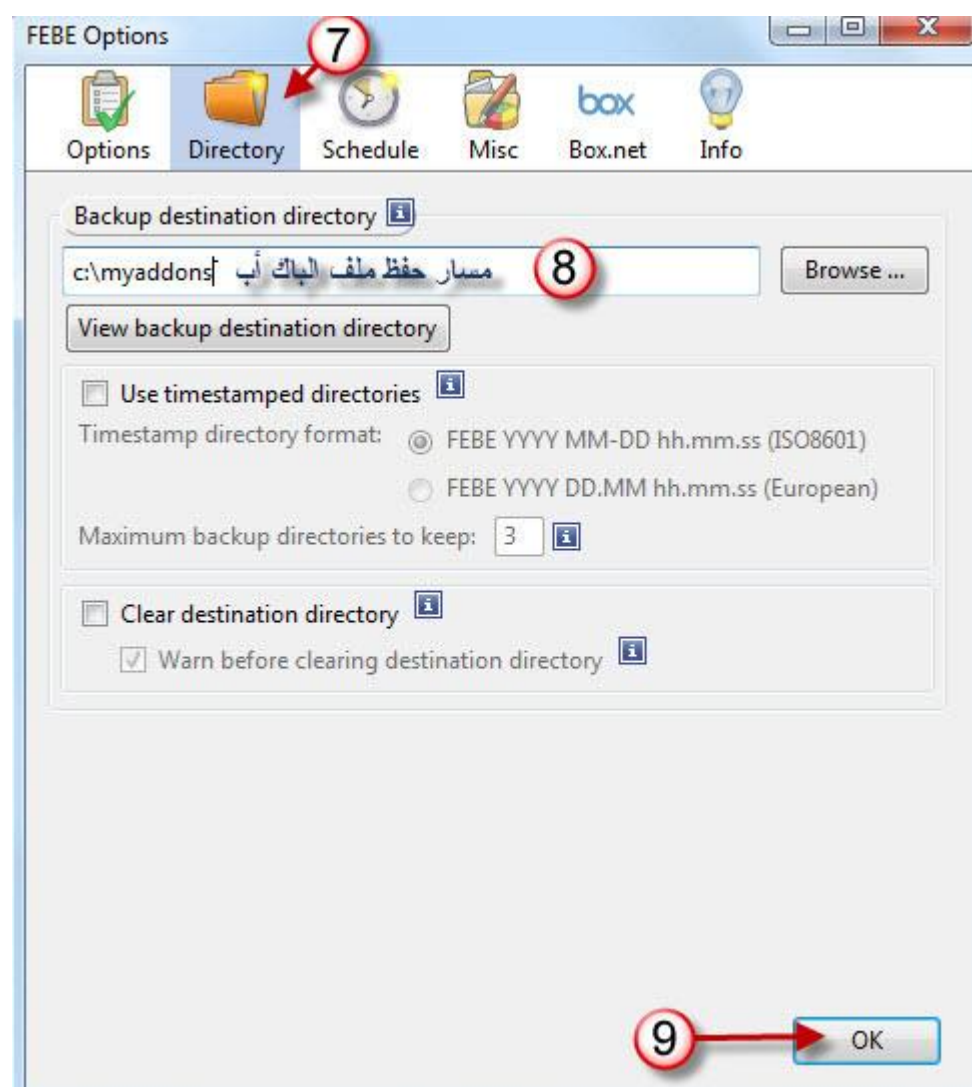 FEBE Options
7
Options Directory Schedule Misc box Box.net Info
Backup destination directory
c:\myaddons مسار حفظ ملف الباك أب 8 Browse ...
View backup destination directory
Use timestamped directories
Timestamp directory format: FEBE YYYY MM-DD hh.mm.ss (ISO8601)
FEBE YYYY DD.MM hh.mm.ss (European)
Maximum backup directories to keep: 3
Clear destination directory
Warn before clearing destination directory
9 OK